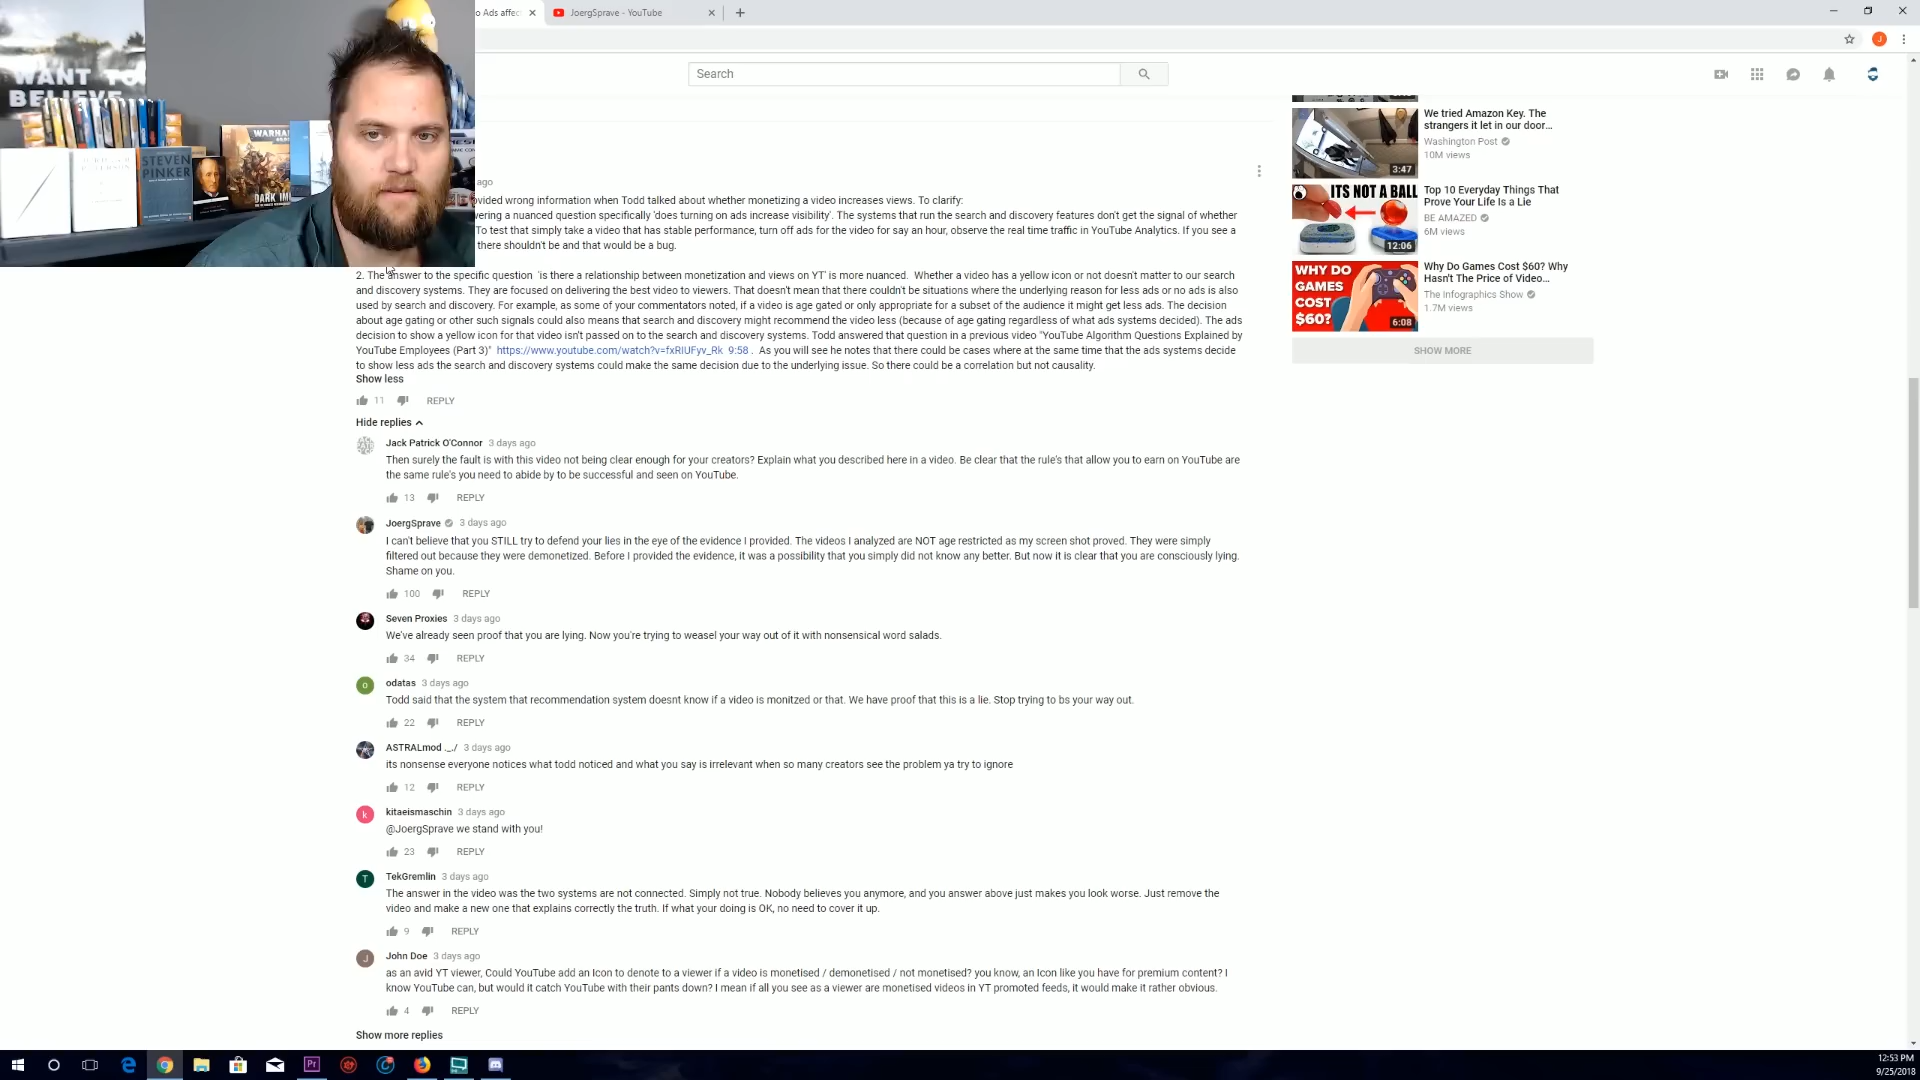 o Ads affec
JoergSprave - YouTube
J
WANT TO
BELIEVE
Search
STEVEN
PINKER
WARHA
DARK IM
We tried Amazon Key. The
strangers it let in our door...
Washington Post
10M views
3:47
ITS NOT A BALL
12:06
Top 10 Everyday Things That
Prove Your Life Is a Lie
BE AMAZED
6M views
WHY DO
GAMES
COST
$60?
6:08
Why Do Games Cost $60? Why
Hasn't The Price of Video...
The Infographics Show
1.7M views
SHOW MORE
ago
ovided wrong information when Todd talked about whether monetizing a video increases views. To clarify:
vering a nuanced question specifically 'does turning on ads increase visibility'. The systems that run the search and discovery features don't get the signal of whether
To test that simply take a video that has stable performance, turn off ads for the video for say an hour, observe the real time traffic in YouTube Analytics. If you see a
there shouldn't be and that would be a bug.
2. The answer to the specific question 'is there a relationship between monetization and views on YT' is more nuanced. Whether a video has a yellow icon or not doesn't matter to our search
and discovery systems. They are focused on delivering the best video to viewers. That doesn't mean that there couldn't be situations where the underlying reason for less ads or no ads is also
used by search and discovery. For example, as some of your commentators noted, if a video is age gated or only appropriate for a subset of the audience it might get less ads. The decision
about age gating or other such signals could also means that search and discovery might recommend the video less (because of age gating regardless of what ads systems decided). The ads
decision to show a yellow icon for that video isn't passed on to the search and discovery systems. Todd answered that question in a previous video "YouTube Algorithm Questions Explained by
YouTube Employees (Part 3)" https://www.youtube.com/watch?v=fxRIUFyv_Rk 9:58 . As you will see he notes that there could be cases where at the same time that the ads systems decide
to show less ads the search and discovery systems could make the same decision due to the underlying issue. So there could be a correlation but not causality.
Show less
11 REPLY
Hide replies
Jack Patrick O'Connor 3 days ago
Then surely the fault is with this video not being clear enough for your creators? Explain what you described here in a video. Be clear that the rule's that allow you to earn on YouTube are
the same rule's you need to abide by to be successful and seen on YouTube.
13 REPLY
JoergSprave 3 days ago
I can't believe that you STILL try to defend your lies in the eye of the evidence I provided. The videos I analyzed are NOT age restricted as my screen shot proved. They were simply
filtered out because they were demonetized. Before I provided the evidence, it was a possibility that you simply did not know any better. But now it is clear that you are consciously lying.
Shame on you.
100 REPLY
Seven Proxies 3 days ago
We've already seen proof that you are lying. Now you're trying to weasel your way out of it with nonsensical word salads.
34 REPLY
o
odatas 3 days ago
Todd said that the system that recommendation system doesnt know if a video is monitzed or that. We have proof that this is a lie. Stop trying to bs your way out.
22 REPLY
ASTRALmod ._./ 3 days ago
its nonsense everyone notices what todd noticed and what you say is irrelevant when so many creators see the problem ya try to ignore
12 REPLY
k
kitaeismaschin 3 days ago
@JoergSprave we stand with you!
23 REPLY
T
TekGremlin 3 days ago
The answer in the video was the two systems are not connected. Simply not true. Nobody believes you anymore, and you answer above just makes you look worse. Just remove the
video and make a new one that explains correctly the truth. If what your doing is OK, no need to cover it up.
9 REPLY
J
John Doe 3 days ago
as an avid YT viewer, Could YouTube add an Icon to denote to a viewer if a video is monetised / demonetised / not monetised? you know, an Icon like you have for premium content? I
know YouTube can, but would it catch YouTube with their pants down? I mean if all you see as a viewer are monetised videos in YT promoted feeds, it would make it rather obvious.
4 REPLY
Show more replies
Pr
12:53 PM
9/25/2018